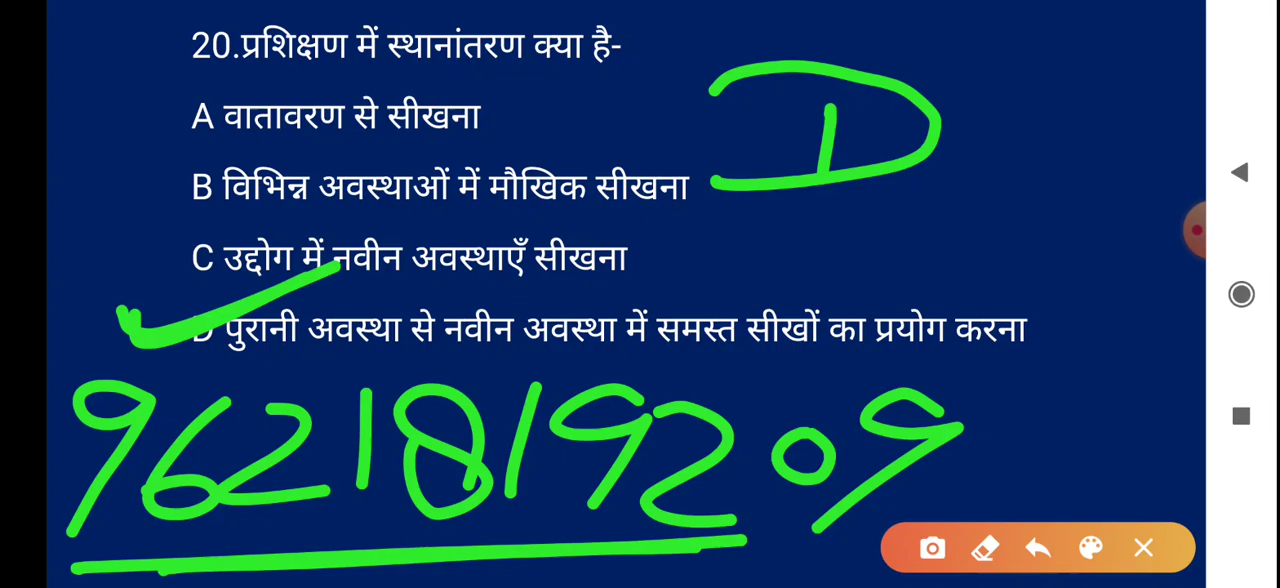 20.प्रशिक्षण में स्थानांतरण क्या है-
A वातावरण से सीखना
D
B विभिन्न अवस्थाओं में मौखिक सीखना
C उद्दोग में नवीन अवस्थाएँ सीखना
D पुरानी अवस्था से नवीन अवस्था में समस्त सीखों का प्रयोग करना
9621819209